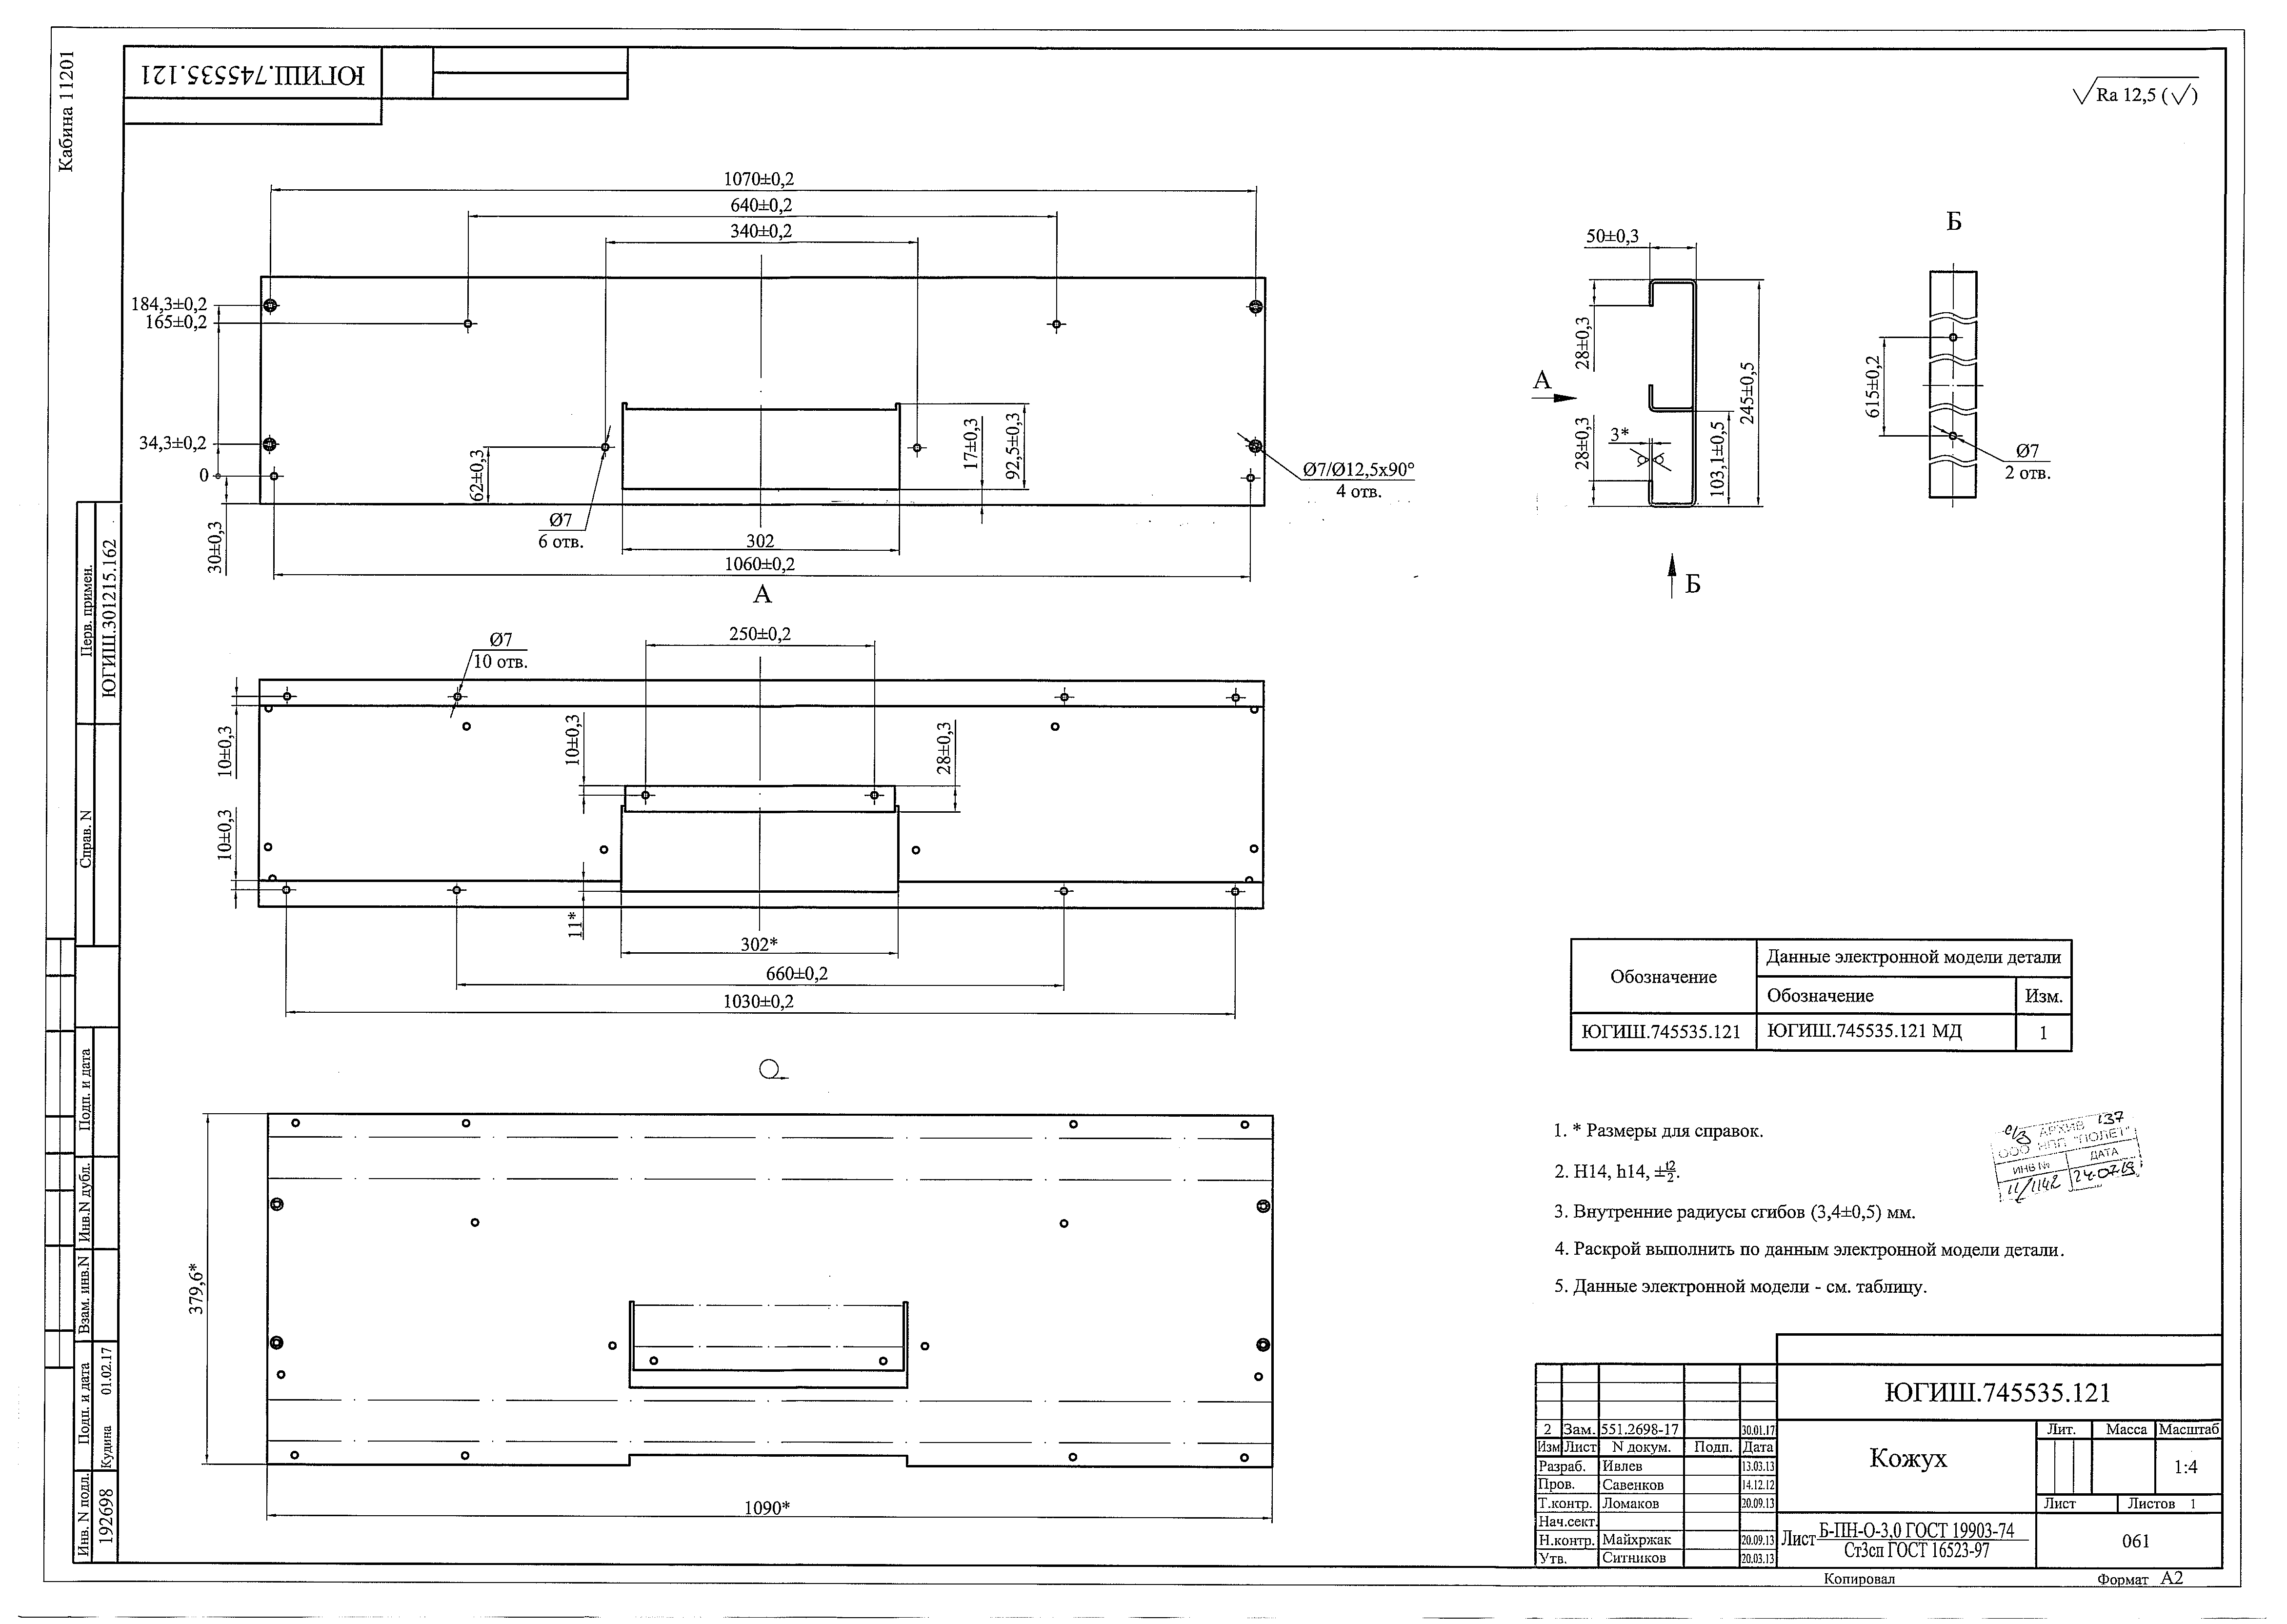 Кабина 11201
ЮГИШ.745535.121
√Ra 12,5 (√)
1070±0,2
640±0,2
340±0,2
184,3±0,2
165±0,2
34,3±0,2
0
30±0,3
62±0,3
Ø7
6 отв.
302
1060±0,2
17±0,3
92,5±0,3
Ø7/Ø12,5x90°
4 отв.
50±0,3
28±0,3
А
28±0,3
3*
103,1±0,5
245±0,5
Б
Б
615±0,2
Ø7
2 отв.
А
Ø7
10 отв.
250±0,2
10±0,3
28±0,3
10±0,3
10±0,3
11*
302*
660±0,2
1030±0,2
379,6*
1090*
Обозначение
Данные электронной модели детали
Обозначение Изм.
ЮГИШ.745535.121 ЮГИШ.745535.121 МД 1
1. * Размеры для справок.
2. H14, h14, ±t2/2.
3. Внутренние радиусы сгибов (3,4±0,5) мм.
4. Раскрой выполнить по данным электронной модели детали.
5. Данные электронной модели - см. таблицу.
АРХИВ 137
ООО НПП "ПОЛЕТ"
ИНВ № ДАТА
11/1142 24.07.19
Перв. примен.
ЮГИШ.301215.162
Справ. N
Подп. и дата
Инв.N дубл.
Взам. инв.N
Подп. и дата
Кудина 01.02.17
Инв. N подл.
192698
2 Зам. 551.2698-17 30.01.17
Изм Лист N докум. Подп. Дата
Разраб. Ивлев 13.03.13
Пров. Савенков 14.12.12
Т.контр. Ломаков 20.09.13
Нач.сект.
Н.контр. Майхржак 20.09.13
Утв. Ситников 20.03.13
ЮГИШ.745535.121
Кожух
Лит. Масса Масштаб
1:4
Лист Листов 1
Лист Б-ПН-О-3,0 ГОСТ 19903-74
Ст3сп ГОСТ 16523-97
061
Копировал Формат А2